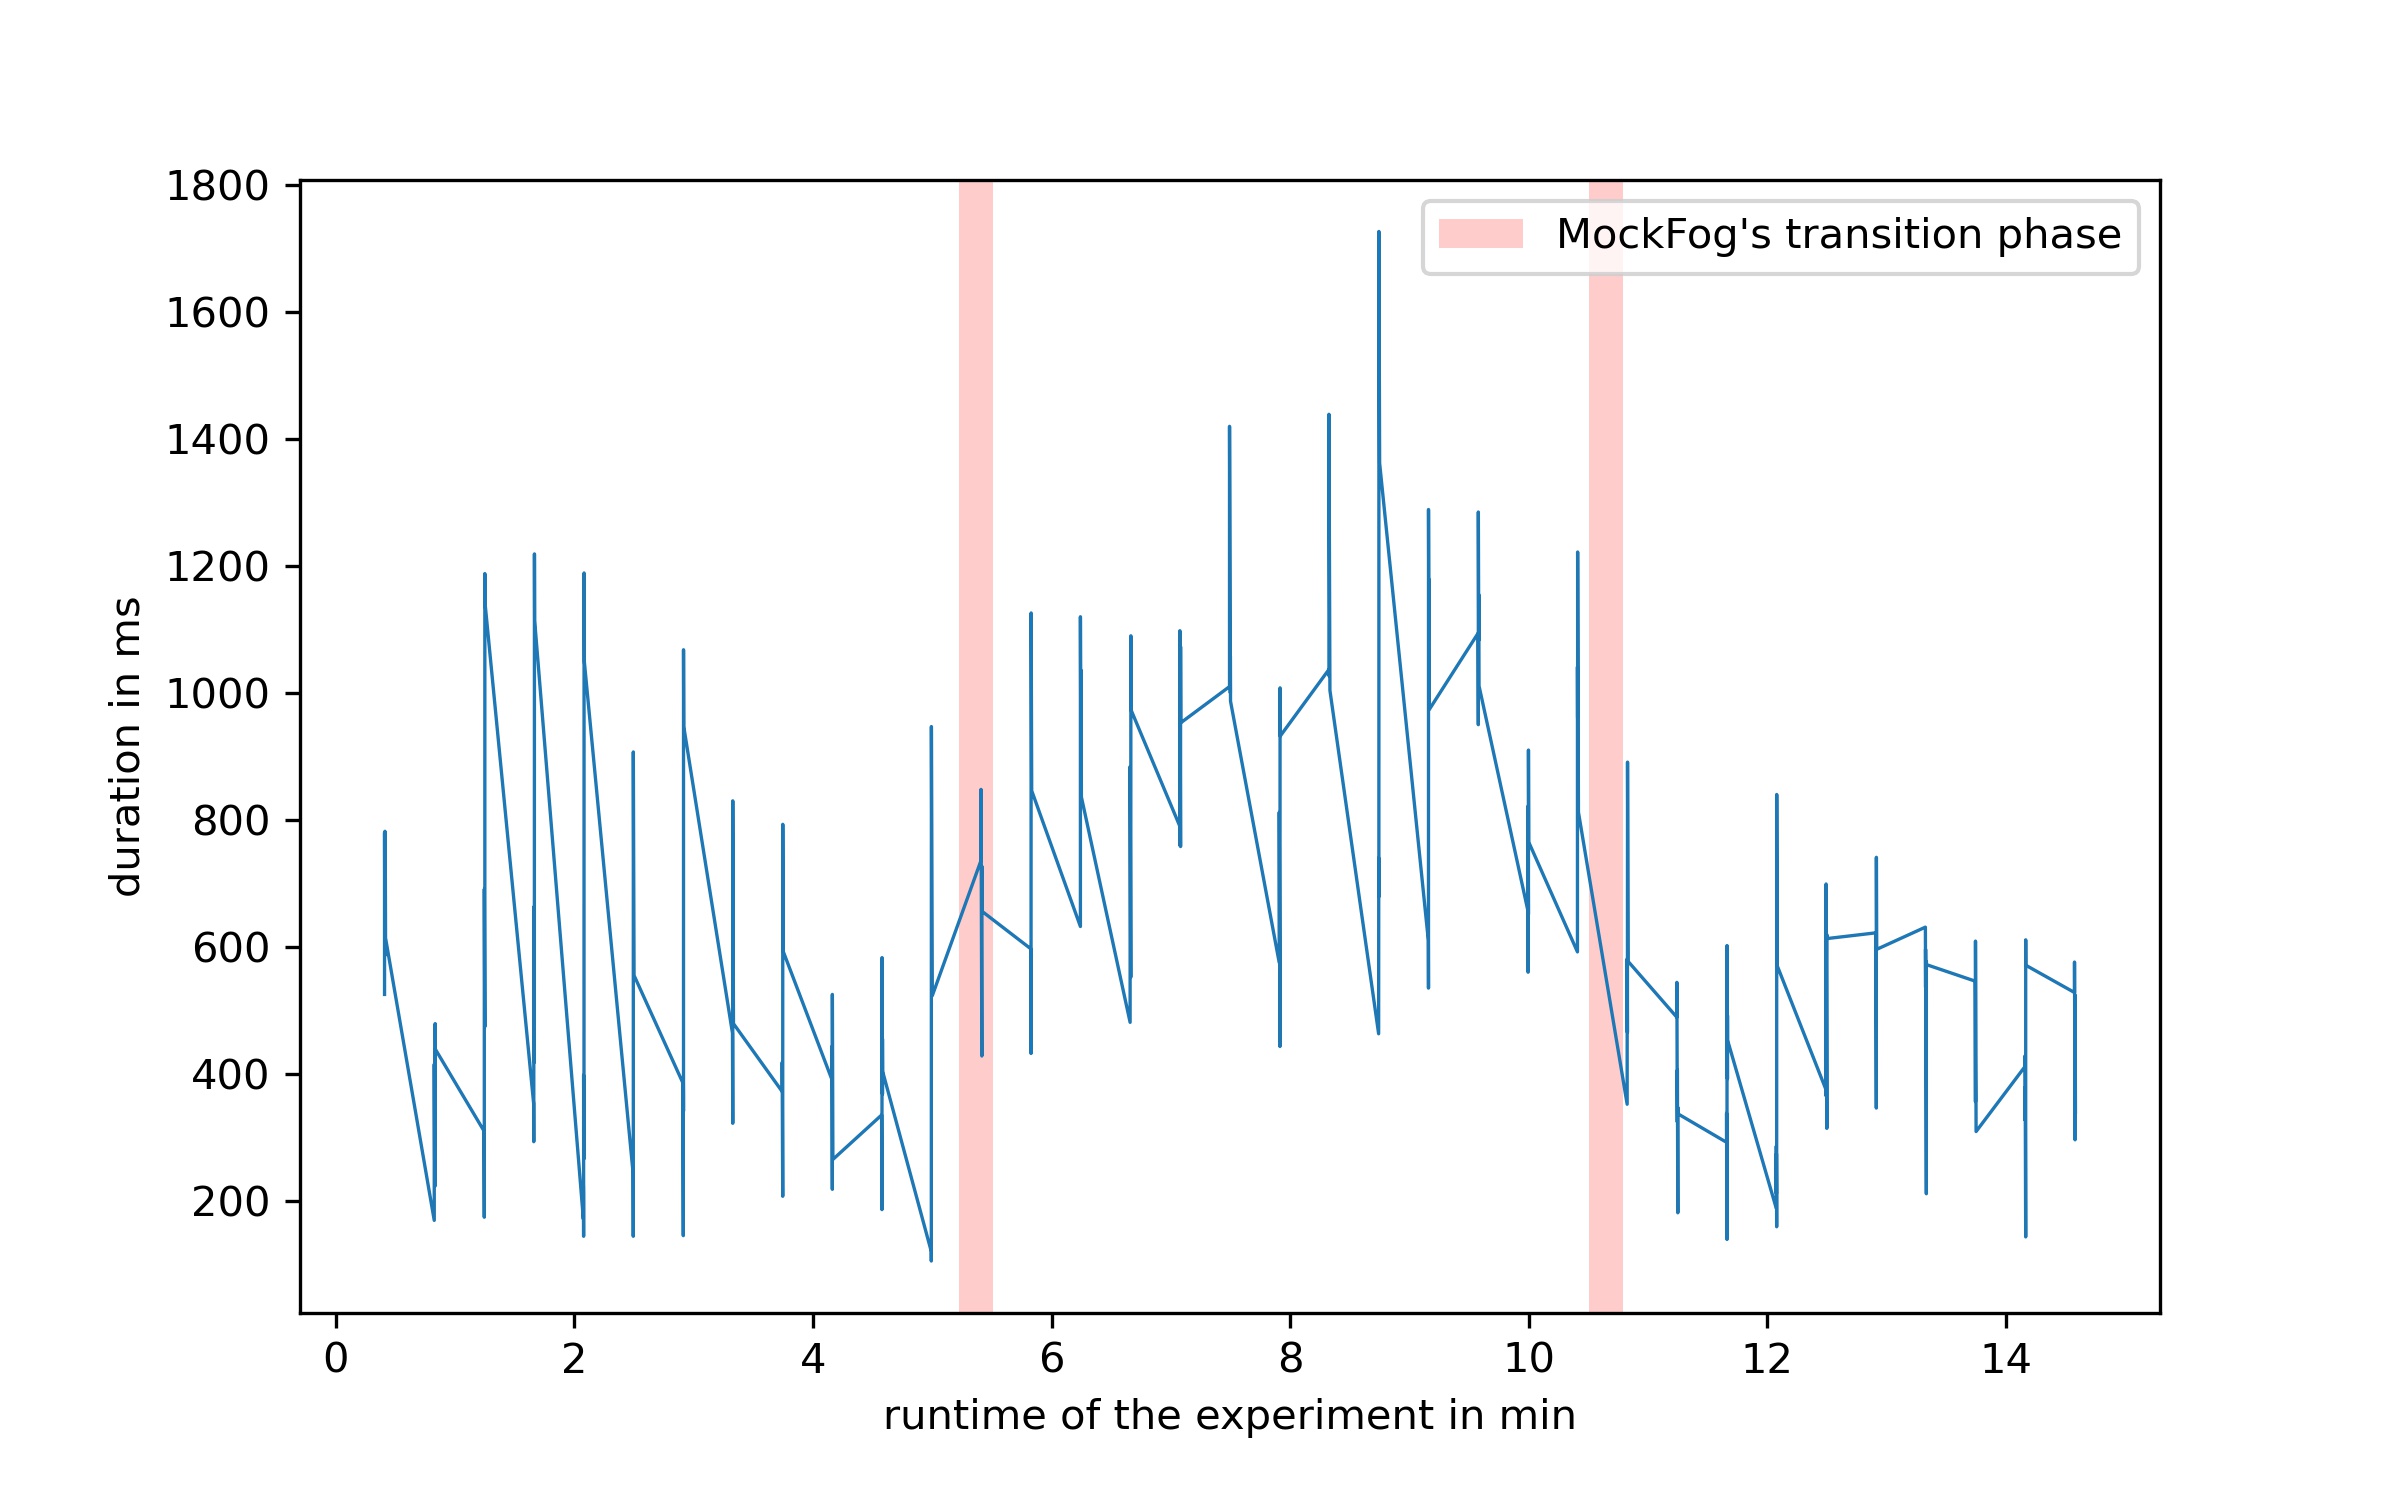 1800
1600
1400
1200
1000
800
600
400
200
duration in ms
MockFog's transition phase
0 2 4 6 8 10 12 14
runtime of the experiment in min